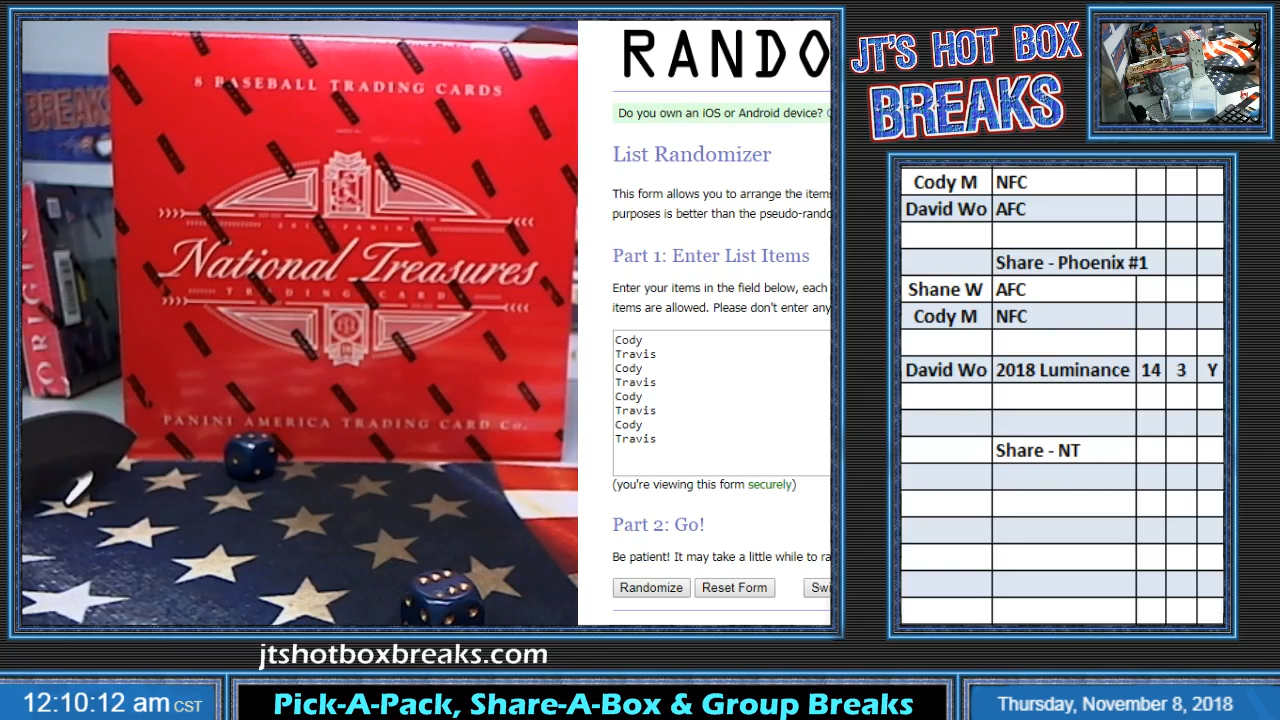 8 BASEBALL TRADING CARDS
National Treasures
TRADING CARDS
PANINI AMERICA TRADING CARD Co.
BREAKS
RANDO
Do you own an iOS or Android device?
List Randomizer
This form allows you to arrange the items
purposes is better than the pseudo-rando
Part 1: Enter List Items
Enter your items in the field below, each
items are allowed. Please don't enter any
Cody
Travis
Cody
Travis
Cody
Travis
Cody
Travis
(you're viewing this form securely)
Part 2: Go!
Be patient! It may take a little while to ra
Randomize Reset Form Swi
JT'S HOT BOX
BREAKS
Cody M NFC
David Wo AFC
Share - Phoenix #1
Shane W AFC
Cody M NFC
David Wo 2018 Luminance 14 3 Y
Share - NT
jtshotboxbreaks.com
12:10:12 am CST
Pick-A-Pack, Share-A-Box & Group Breaks
Thursday, November 8, 2018